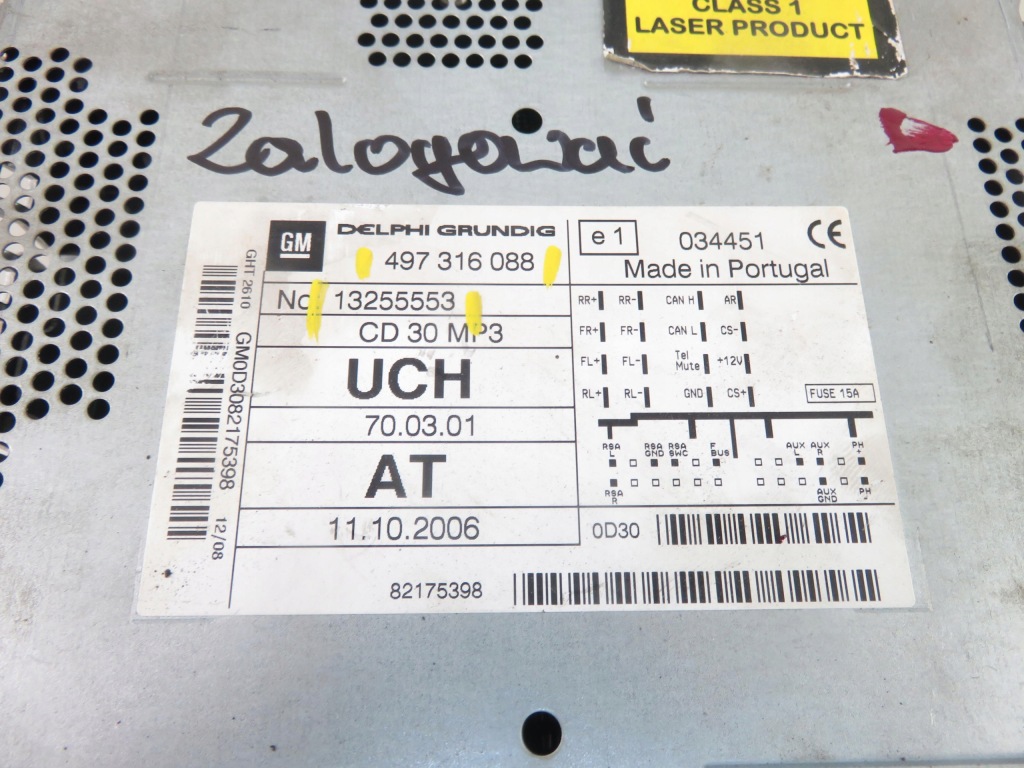 CLASS 1
LASER PRODUCT
Zalogować
GM
DELPHI GRUNDIG
497 316 088
No. 13255553
CD 30 MP3
UCH
70.03.01
AT
11.10.2006
82175398
e1
034451
CE
Made in Portugal
RR+ RR- CAN H AR
FR+ FR- CAN L CS-
FL+ FL- Tel Mute +12V
RL+ RL- GND CS+ FUSE 15A
RSA L RSA GND RSA SWC F BUS AUX L AUX R PH +
RSA R AUX GND PH -
0D30
GHT 2610
GM0D3082175398
12/08